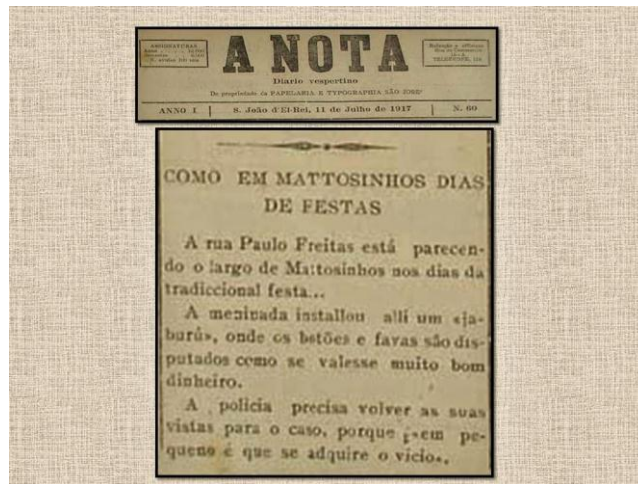 ASSIGNATURAS
A NOTA
Diario vespertino
De propriedade da PAPELARIA E TYPOGRAPHIA SÃO JOSÉ
ANNO I
S. João d'El-Rei, 11 de Julho de 1917
N. 60
COMO EM MATTOSINHOS DIAS
DE FESTAS
A rua Paulo Freitas está parecen-
do o largo de Mattosinhos nos dias da
tradiccional festa...
A meninada installou alli um «ja-
burú», onde os botões e favas são dis-
putados como se valesse muito bom
dinheiro.
A policia precisa volver as suas
vistas para o caso, porque «em pe-
queno é que se adquire o vicio».